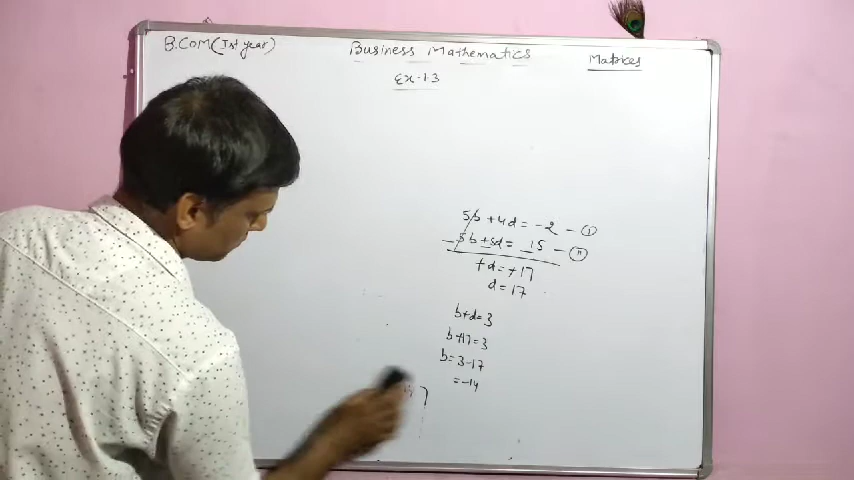 B.COM (Ist year)
Business Mathematics
Matrices
Ex-1.3
5b + 4d = -2 - (I)
5b + 5d = 15 - (II)
+d = +17
d = 17
b+d = 3
b+17 = 3
b = 3-17
= -14